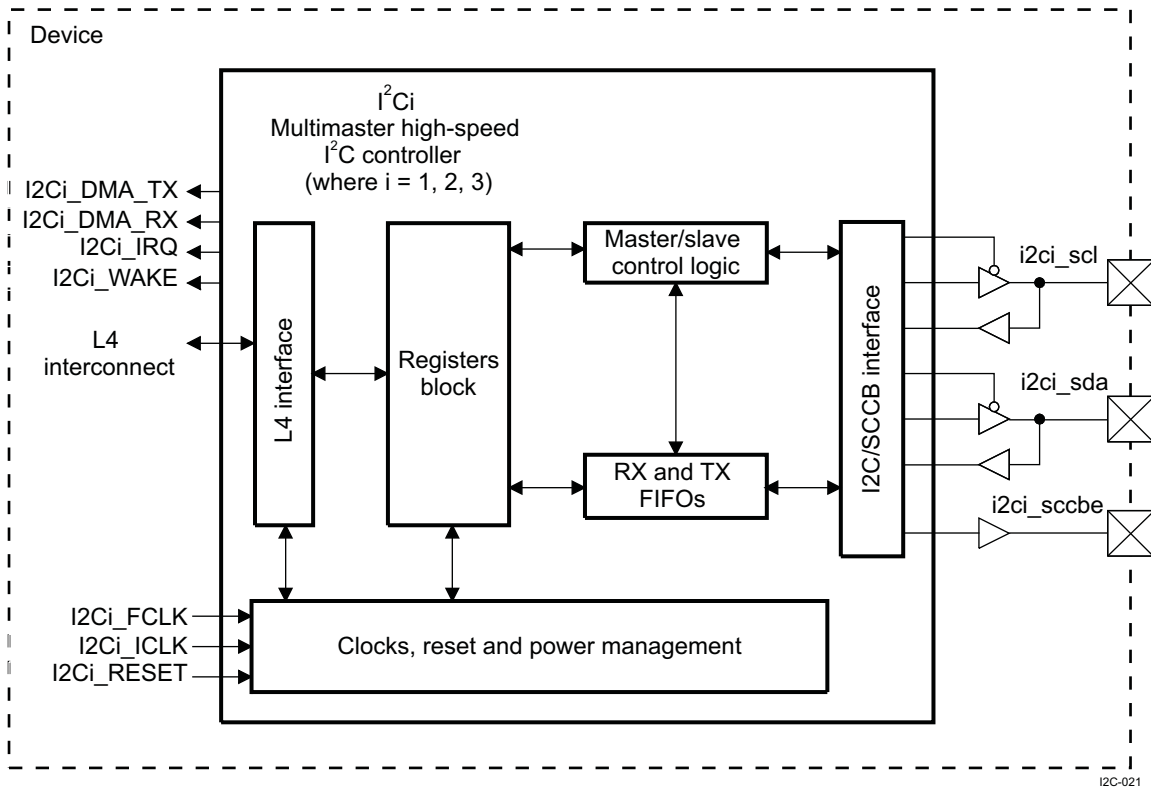 Device
I²Ci
Multimaster high-speed
I²C controller
(where i = 1, 2, 3)
I2Ci_DMA_TX
I2Ci_DMA_RX
I2Ci_IRQ
I2Ci_WAKE
L4
interconnect
L4 interface
Registers
block
Master/slave
control logic
RX and TX
FIFOs
I2C/SCCB interface
i2ci_scl
i2ci_sda
i2ci_sccbe
I2Ci_FCLK
I2Ci_ICLK
I2Ci_RESET
Clocks, reset and power management
I2C-021